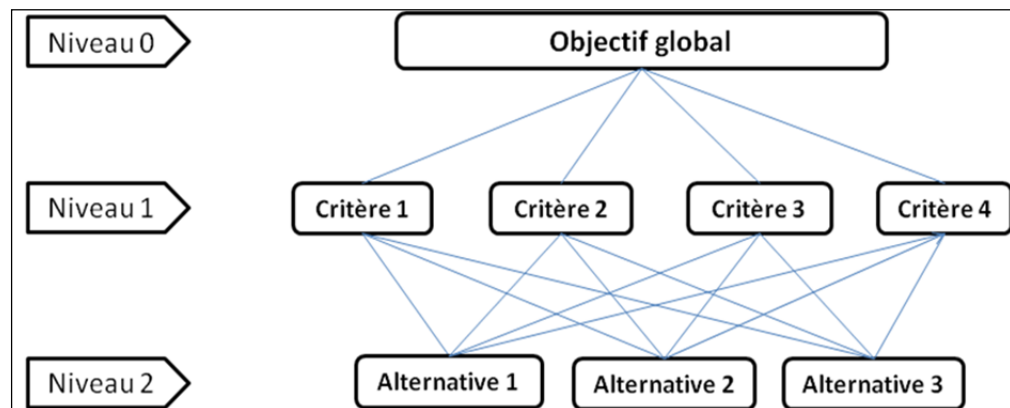 Niveau 0
Objectif global
Niveau 1
Critère 1
Critère 2
Critère 3
Critère 4
Niveau 2
Alternative 1
Alternative 2
Alternative 3